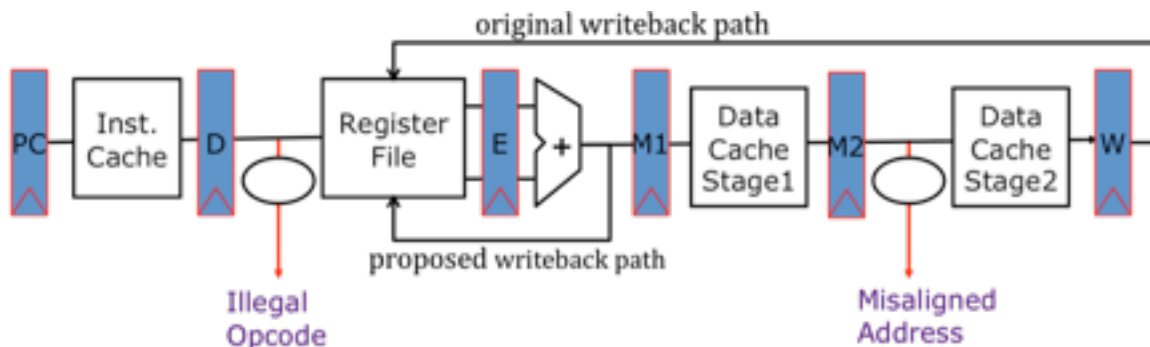 original writeback path
PC
Inst.
Cache
D
Register
File
E
+
M1
Data
Cache
Stage1
M2
Data
Cache
Stage2
W
proposed writeback path
Illegal
Opcode
Misaligned
Address